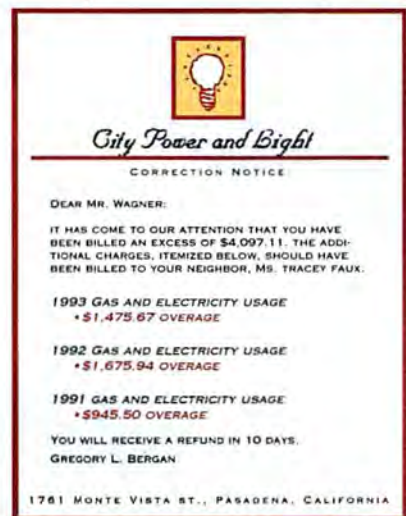 City Power and Light
CORRECTION NOTICE
DEAR MR. WAGNER:
IT HAS COME TO OUR ATTENTION THAT YOU HAVE
BEEN BILLED AN EXCESS OF $4,097.11. THE ADDI-
TIONAL CHARGES, ITEMIZED BELOW, SHOULD HAVE
BEEN BILLED TO YOUR NEIGHBOR, MS. TRACEY FAUX.
1993 GAS AND ELECTRICITY USAGE
• $1,475.67 OVERAGE
1992 GAS AND ELECTRICITY USAGE
• $1,675.94 OVERAGE
1991 GAS AND ELECTRICITY USAGE
• $945.50 OVERAGE
YOU WILL RECEIVE A REFUND IN 10 DAYS.
GREGORY L. BERGAN
1761 MONTE VISTA ST., PASADENA, CALIFORNIA